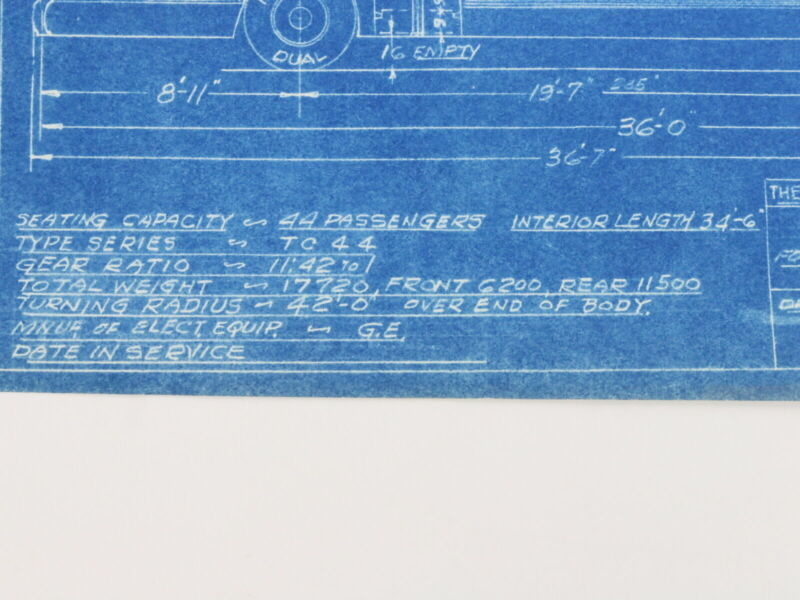 DUAL
16 EMPTY
8'-11"
19'-7" 235"
36'-0"
36'-7"
THE
SEATING CAPACITY ~ 44 PASSENGERS INTERIOR LENGTH 34'-6"
TYPE SERIES ~ TC 44
GEAR RATIO ~ 11.42 TO 1
TOTAL WEIGHT ~ 17720, FRONT 6200, REAR 11500
TURNING RADIUS ~ 42'-0" OVER END OF BODY.
MNUF OF ELECT EQUIP. ~ G.E.
DATE IN SERVICE